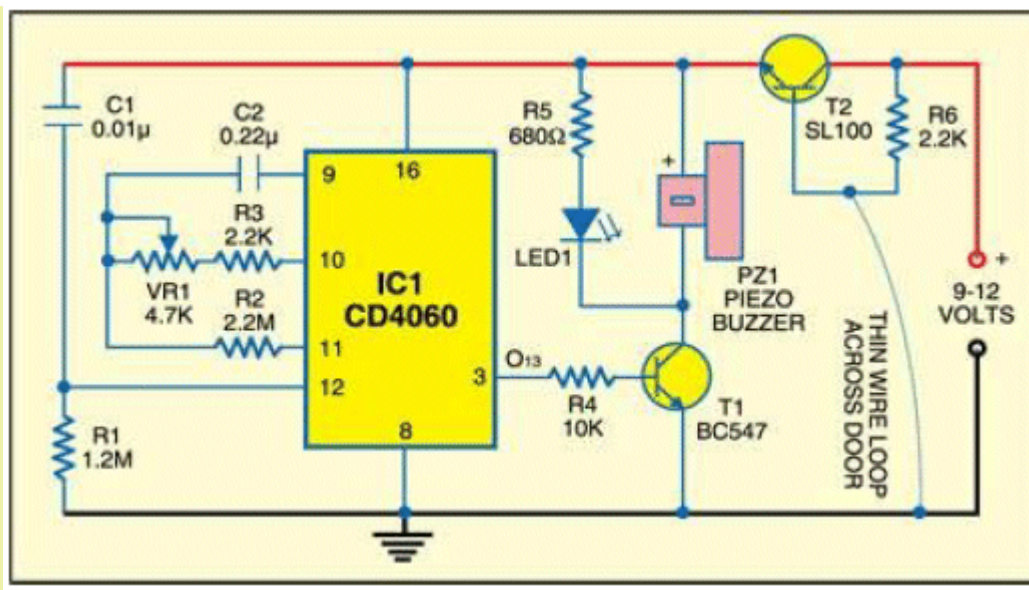 C1
0.01µ
C2
0.22µ
R3
2.2K
VR1
4.7K
R2
2.2M
R1
1.2M
9
16
10
11
12
3
8
IC1
CD4060
O13
R4
10K
R5
680Ω
LED1
+
PZ1
PIEZO
BUZZER
T1
BC547
T2
SL100
R6
2.2K
THIN WIRE LOOP
ACROSS DOOR
+
9-12
VOLTS